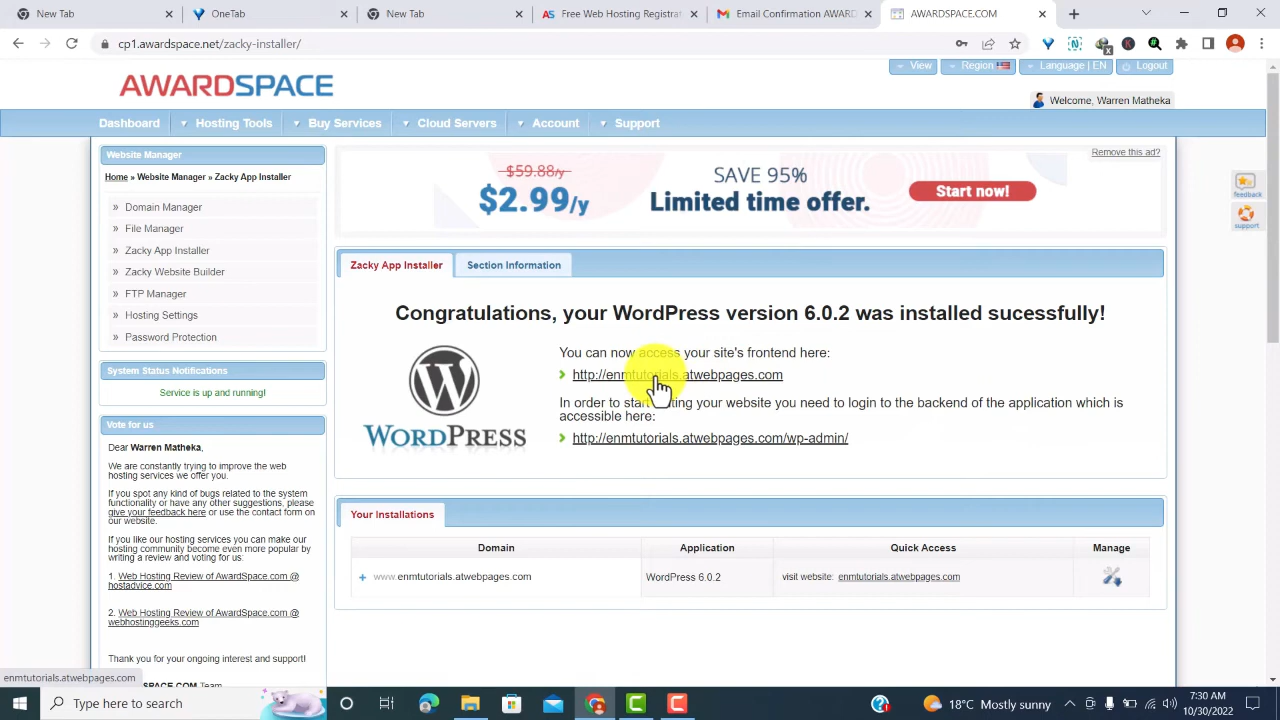 New Tab
OneTab
New Tab
Free Web Hosting Registrat
Email Confirmation AWARD
AWARDSPACE.COM
cp1.awardspace.net/zacky-installer/
AWARDSPACE
View
Region
Language | EN
Logout
Welcome, Warren Matheka
Dashboard
Hosting Tools
Buy Services
Cloud Servers
Account
Support
Website Manager
Home » Website Manager » Zacky App Installer
» Domain Manager
» File Manager
» Zacky App Installer
» Zacky Website Builder
» FTP Manager
» Hosting Settings
» Password Protection
System Status Notifications
Service is up and running!
Vote for us
Dear Warren Matheka,
We are constantly trying to improve the web
hosting services we offer you.
If you spot any kind of bugs related to the system
functionality or have any other suggestions, please
give your feedback here or use the contact form on
our website.
If you like our hosting services you can make our
hosting community become even more popular by
writing a review and voting for us:
1. Web Hosting Review of AwardSpace.com @
hostadvice.com
2. Web Hosting Review of AwardSpace.com @
webhostinggeeks.com
Thank you for your ongoing interest and support!
SPACE.COM Team
Remove this ad?
$59.88/y
$2.99/y
SAVE 95%
Limited time offer.
Start now!
feedback
support
Zacky App Installer
Section Information
Congratulations, your WordPress version 6.0.2 was installed sucessfully!
WORDPRESS
You can now access your site's frontend here:
http://enmtutorials.atwebpages.com
In order to start editing your website you need to login to the backend of the application which is
accessible here:
http://enmtutorials.atwebpages.com/wp-admin/
Your Installations
Domain
Application
Quick Access
Manage
www.enmtutorials.atwebpages.com
WordPress 6.0.2
visit website: enmtutorials.atwebpages.com
enmtutorials.atwebpages.com
Type here to search
18°C Mostly sunny
7:30 AM
10/30/2022